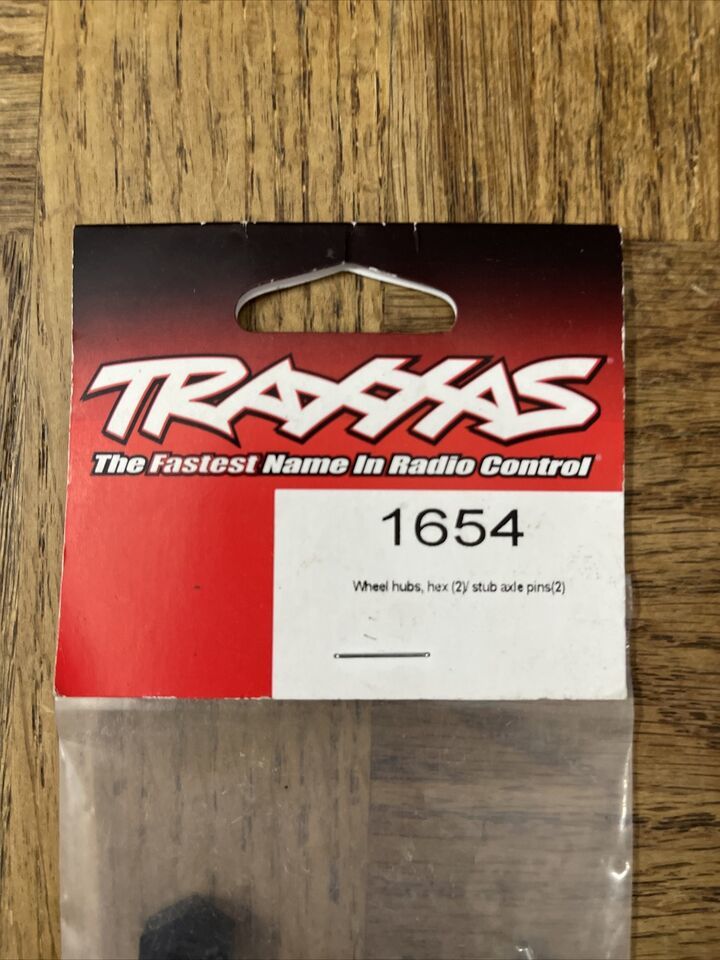 TRAXXAS
The Fastest Name In Radio Control
1654
Wheel hubs, hex (2)/ stub axle pins(2)